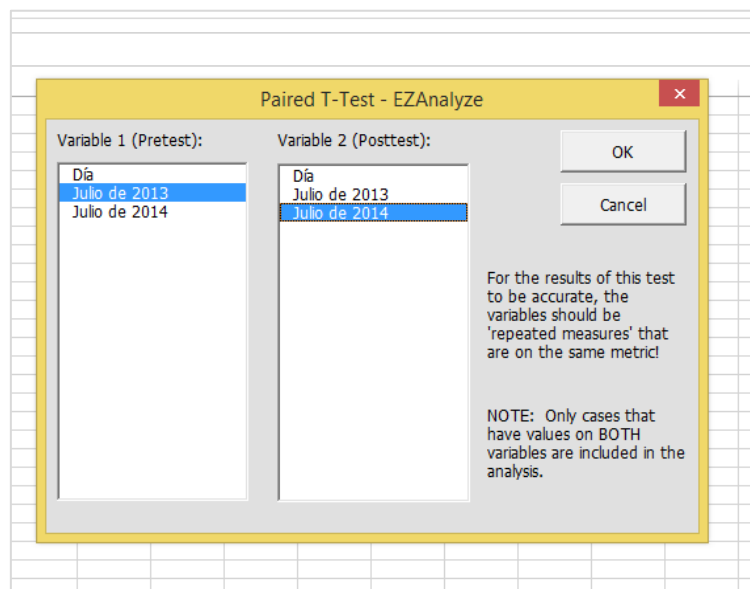 Paired T-Test - EZAnalyze
×
Variable 1 (Pretest):
Día
Julio de 2013
Julio de 2014
Variable 2 (Posttest):
Día
Julio de 2013
Julio de 2014
OK
Cancel
For the results of this test
to be accurate, the
variables should be
'repeated measures' that
are on the same metric!
NOTE: Only cases that
have values on BOTH
variables are included in the
analysis.